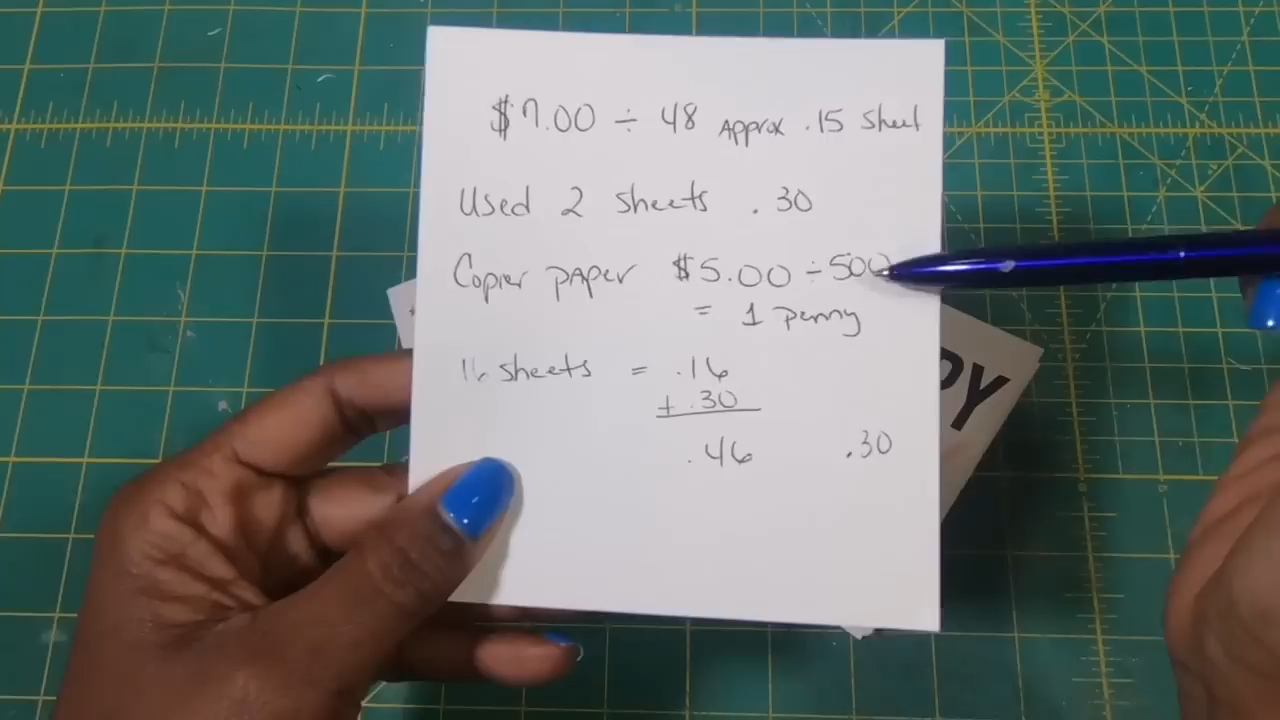 $7.00 ÷ 48 Approx .15 Sheet
Used 2 sheets .30
Copier paper $5.00 ÷ 500
= 1 penny
16 sheets = .16
+ .30
.46 .30